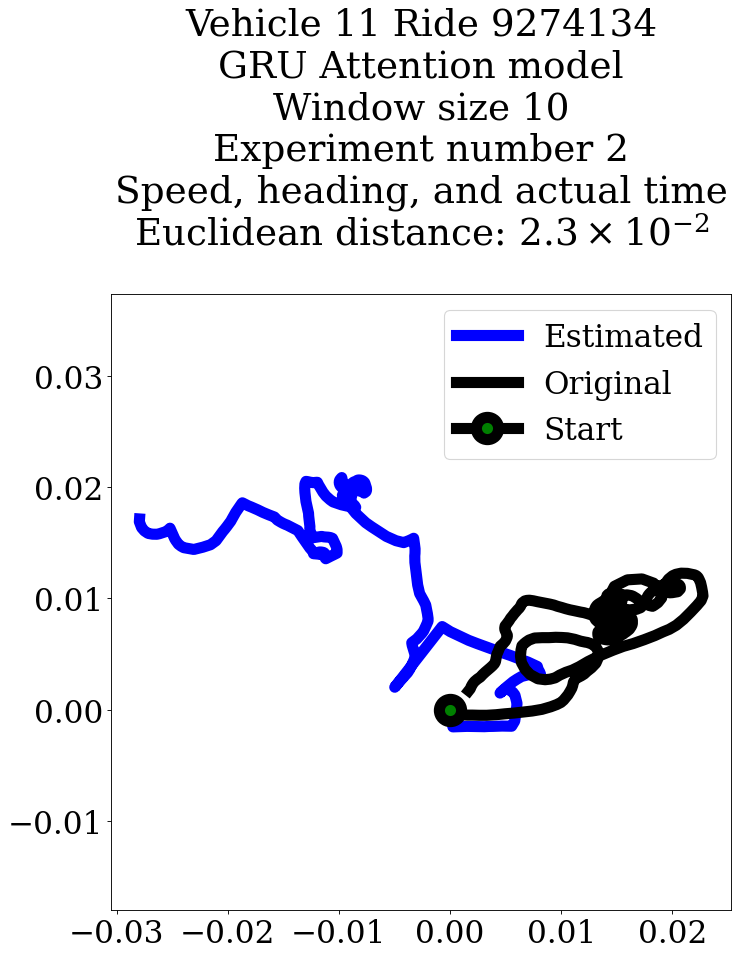 Vehicle 11 Ride 9274134
GRU Attention model
Window size 10
Experiment number 2
Speed, heading, and actual time
Euclidean distance: 2.3 × 10⁻²
Estimated
Original
Start
0.03
0.02
0.01
0.00
−0.01
−0.03 −0.02 −0.01 0.00 0.01 0.02